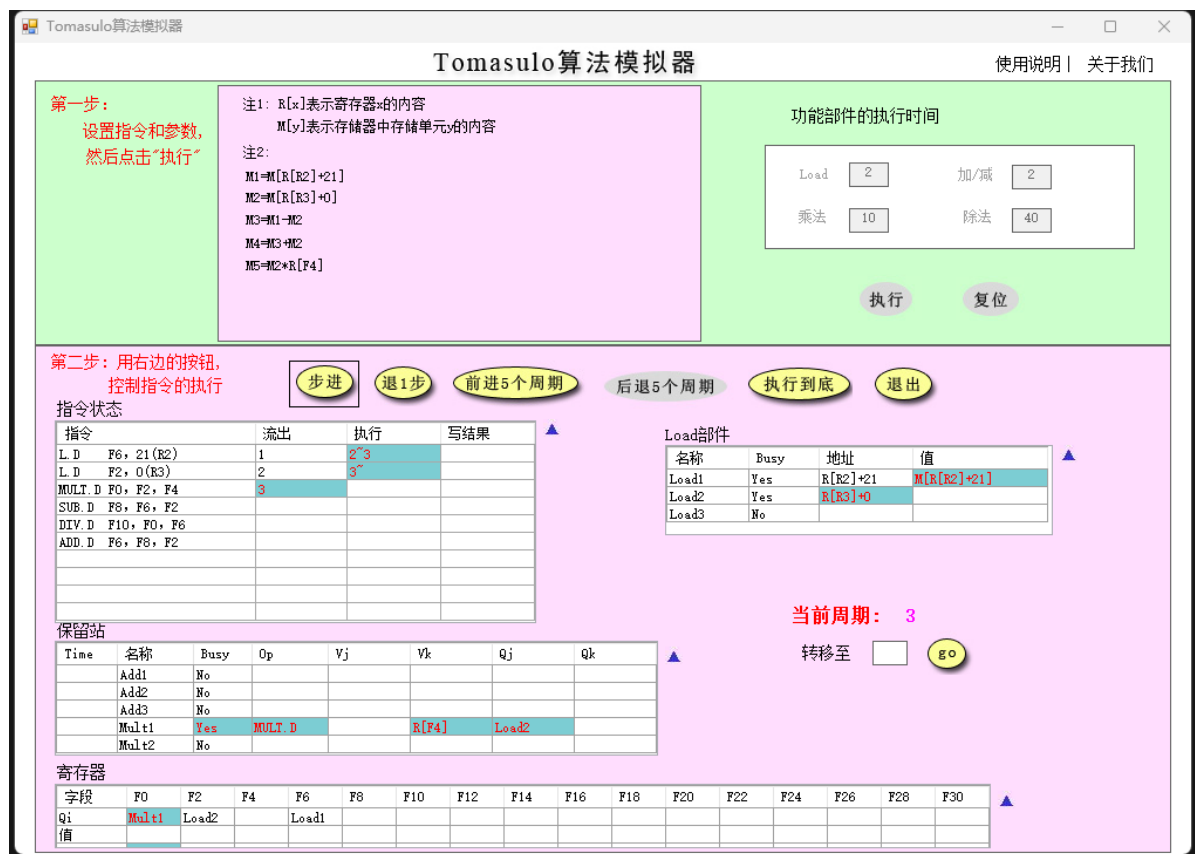 Tomasulo算法模拟器
Tomasulo算法模拟器
使用说明| 关于我们
第一步:
设置指令和参数,
然后点击"执行"
注1: R[x]表示寄存器x的内容
M[y]表示存储器中存储单元y的内容
注2:
M1=M[R[R2]+21]
M2=M[R[R3]+0]
M3=M1-M2
M4=M3+M2
M5=M2*R[F4]
功能部件的执行时间
Load 2 加/减 2
乘法 10 除法 40
执行 复位
第二步: 用右边的按钮,
控制指令的执行
步进 退1步 前进5个周期 后退5个周期 执行到底 退出
指令状态
指令 流出 执行 写结果
L.D F6, 21(R2) 1 2~3
L.D F2, 0(R3) 2 3~
MULT.D F0, F2, F4 3
SUB.D F8, F6, F2
DIV.D F10, F0, F6
ADD.D F6, F8, F2
Load部件
名称 Busy 地址 值
Load1 Yes R[R2]+21 M[R[R2]+21]
Load2 Yes R[R3]+0
Load3 No
当前周期: 3
转移至 go
保留站
Time 名称 Busy Op Vj Vk Qj Qk
Add1 No
Add2 No
Add3 No
Mult1 Yes MULT.D R[F4] Load2
Mult2 No
寄存器
字段 F0 F2 F4 F6 F8 F10 F12 F14 F16 F18 F20 F22 F24 F26 F28 F30
Qi Mult1 Load2 Load1
值